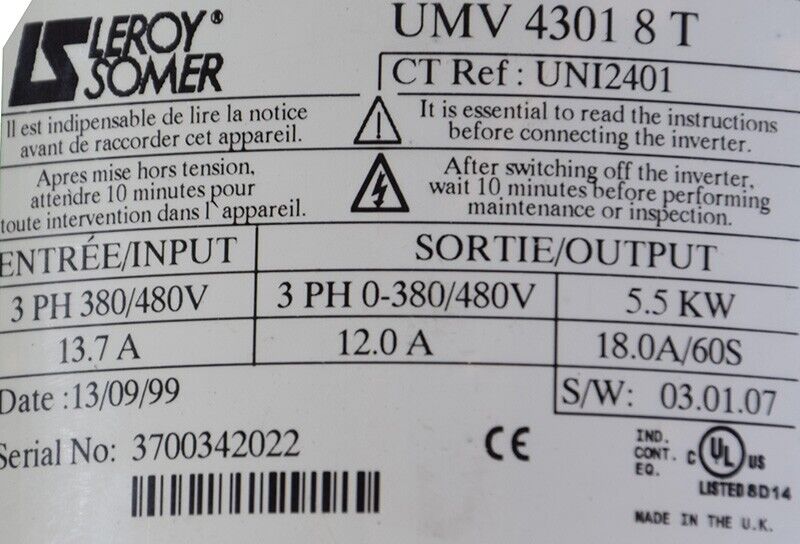 LEROY®
SOMER
UMV 4301 8 T
CT Ref : UNI2401
Il est indipensable de lire la notice
avant de raccorder cet appareil.
It is essential to read the instructions
before connecting the inverter.
Apres mise hors tension,
attendre 10 minutes pour
toute intervention dans l'appareil.
After switching off the inverter,
wait 10 minutes before performing
maintenance or inspection.
ENTRÉE/INPUT SORTIE/OUTPUT
3 PH 380/480V 3 PH 0-380/480V 5.5 KW
13.7 A 12.0 A 18.0A/60S
Date :13/09/99 S/W: 03.01.07
Serial No: 3700342022
CE
IND.
CONT.
EQ.
C UL US
LISTED 8D14
MADE IN THE U.K.